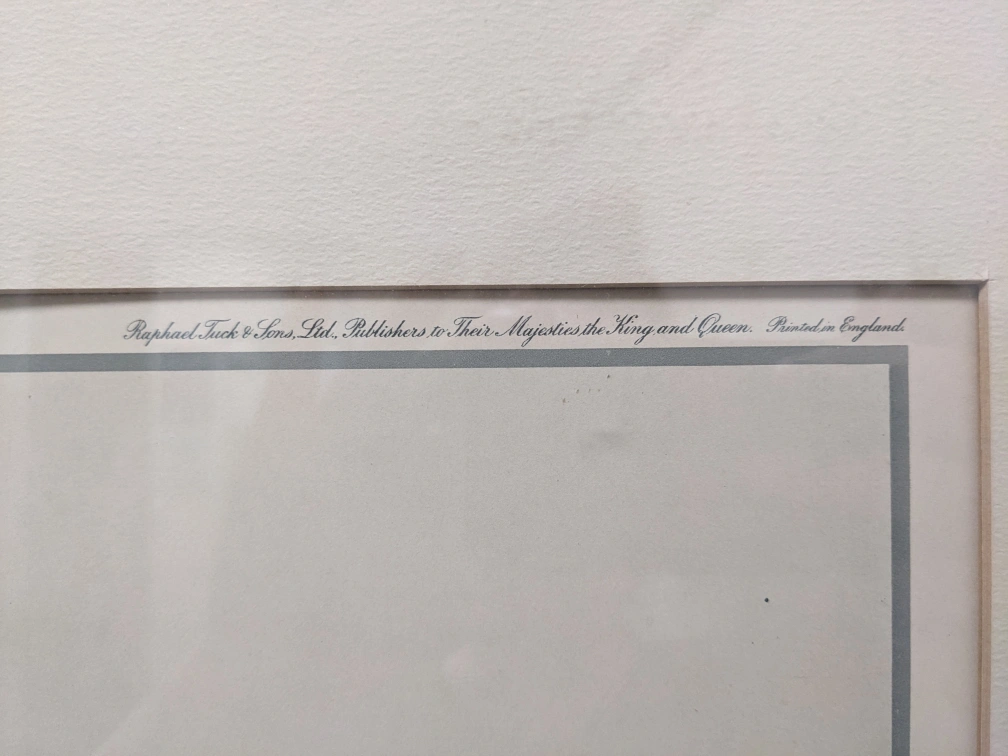 Raphael Tuck & Sons, Ltd., Publishers, to Their Majesties the King and Queen. Printed in England.